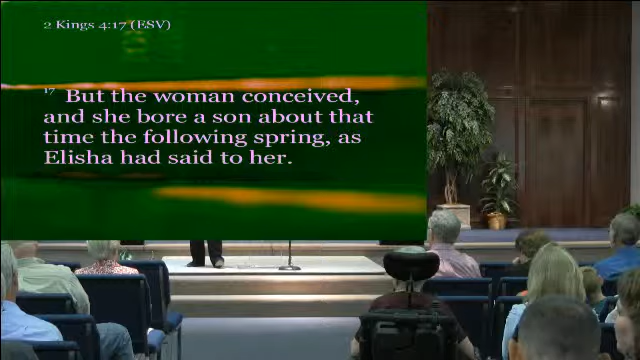 2 Kings 4:17 (ESV)
17 But the woman conceived,
and she bore a son about that
time the following spring, as
Elisha had said to her.